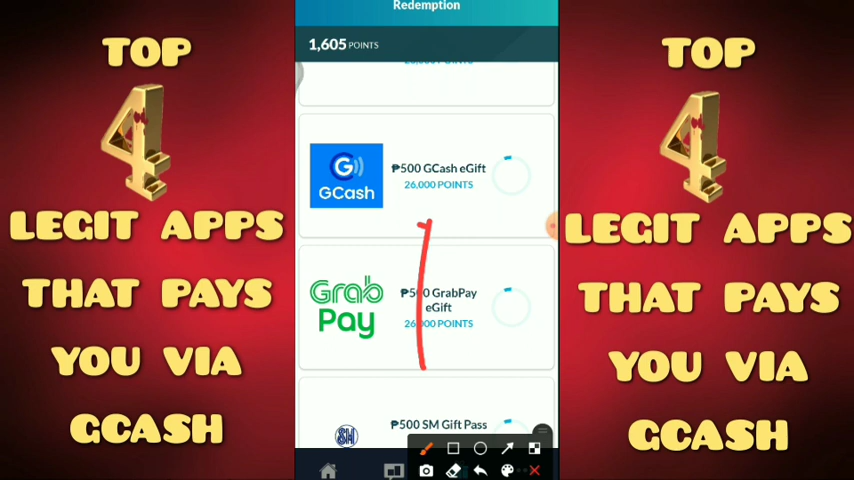 TOP
4
LEGIT APPS
THAT PAYS
YOU VIA
GCASH
Redemption
1,605 POINTS
GCash
₱500 GCash eGift
26,000 POINTS
Grab
Pay
₱500 GrabPay
eGift
26,000 POINTS
SM
₱500 SM Gift Pass
TOP
4
LEGIT APPS
THAT PAYS
YOU VIA
GCASH